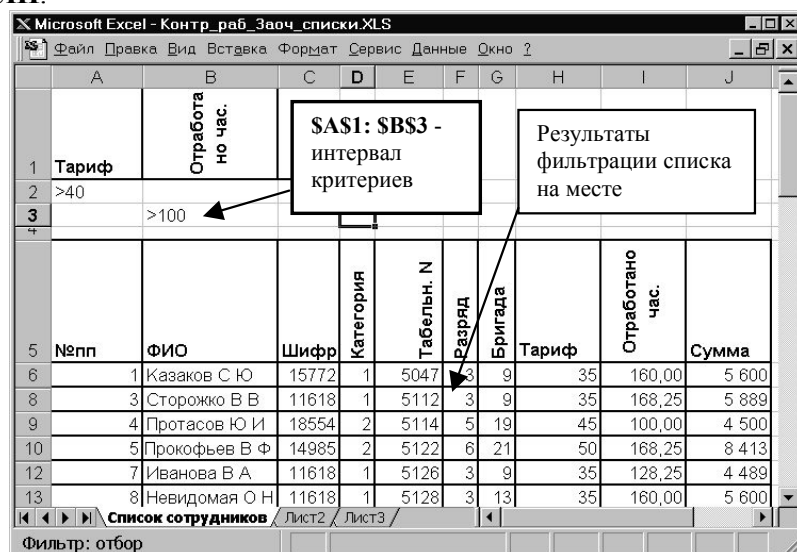 Microsoft Excel - Контр_раб_Заоч_списки.XLS
Файл Правка Вид Вставка Формат Сервис Данные Окно ?
A B C D E F G H I J
1 Тариф Отработа но час.
$A$1: $B$3 -
интервал
критериев
Результаты
фильтрации списка
на месте
2 >40
3 >100
4
5 №пп ФИО Шифр Категория Табельн. N Разряд Бригада Тариф Отработано час. Сумма
6 1 Казаков С Ю 15772 1 5047 3 9 35 160,00 5 600
8 3 Сторожко В В 11618 1 5112 3 9 35 168,25 5 889
9 4 Протасов Ю И 18554 2 5114 5 19 45 100,00 4 500
10 5 Прокофьев В Ф 14985 2 5122 6 21 50 168,25 8 413
12 7 Иванова В А 11618 1 5126 3 9 35 128,25 4 489
13 8 Невидомая О Н 11618 1 5128 3 13 35 160,00 5 600
Список сотрудников Лист2 Лист3
Фильтр: отбор